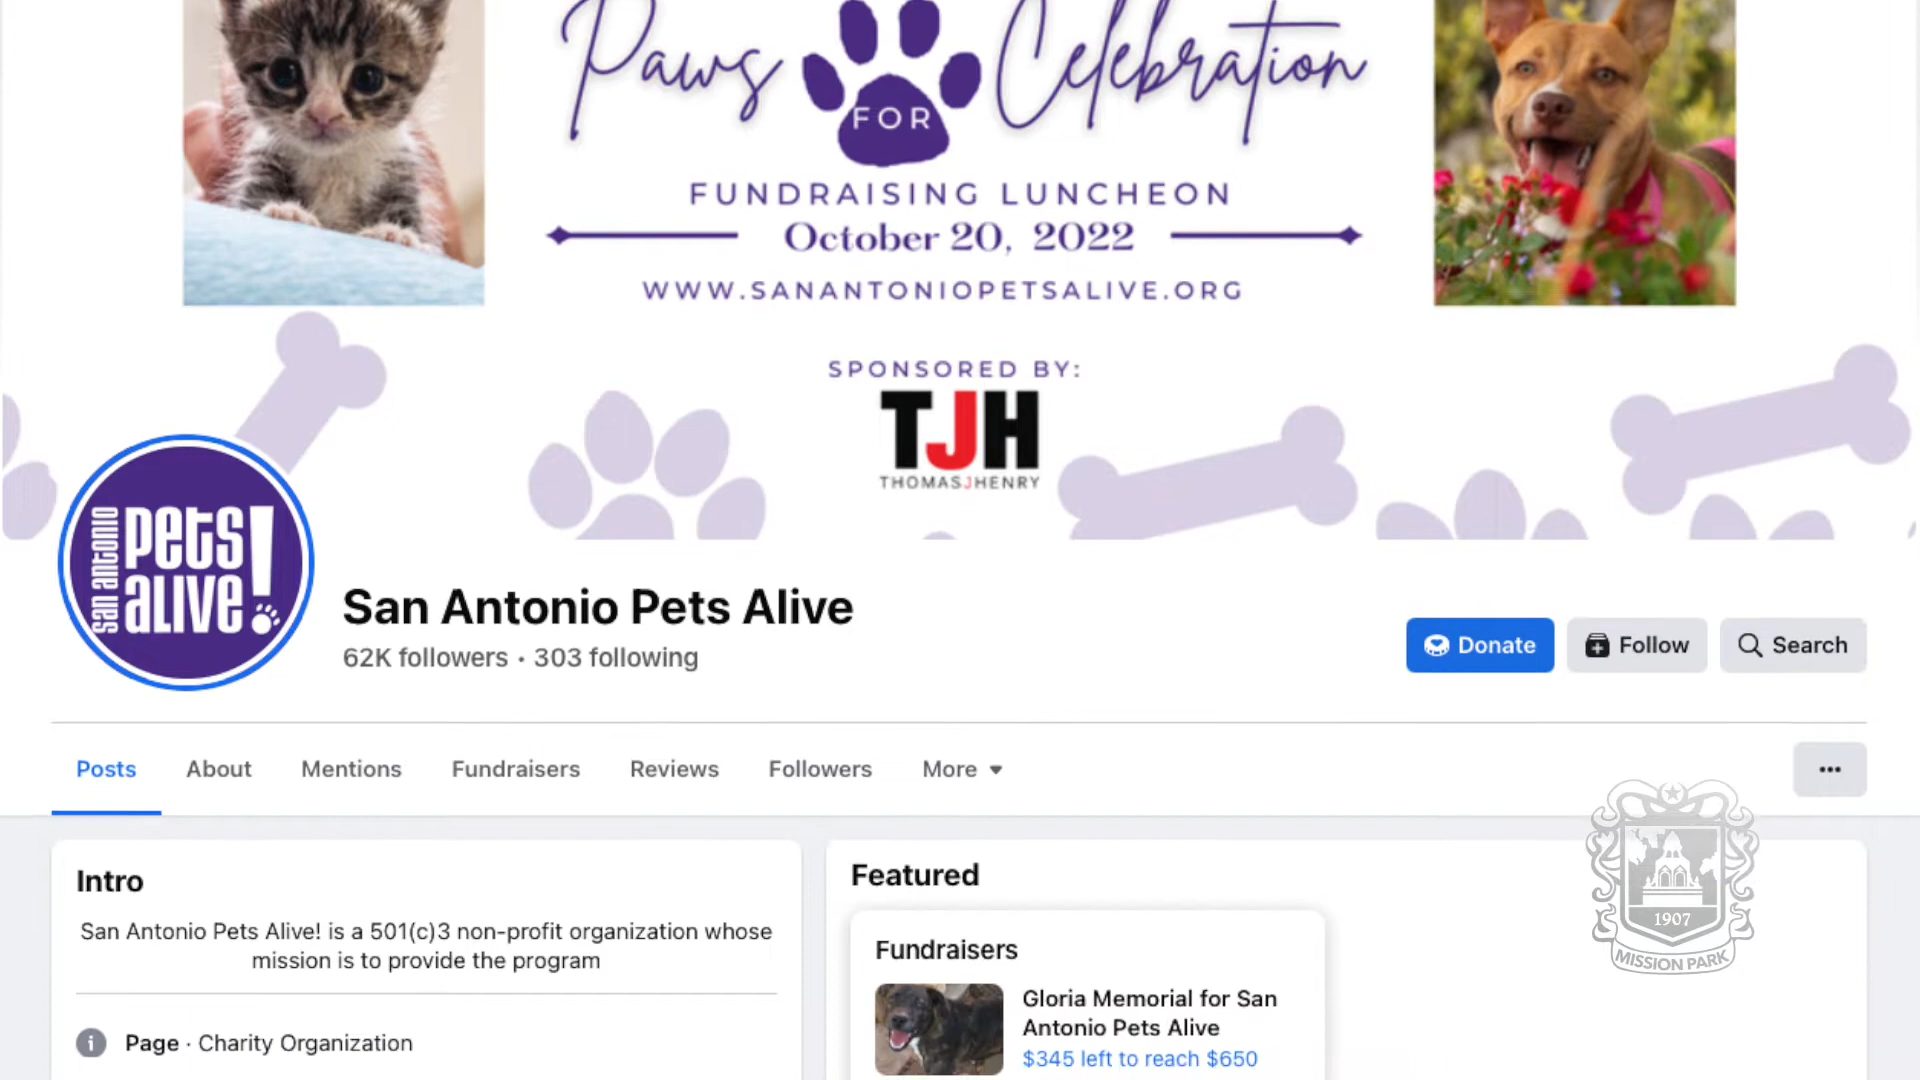 Paws FOR Celebration
FUNDRAISING LUNCHEON
October 20, 2022
WWW.SANANTONIOPETSALIVE.ORG
SPONSORED BY:
TJH
THOMASJHENRY
san antonio
pets
alive!
San Antonio Pets Alive
62K followers · 303 following
Donate
Follow
Search
Posts
About
Mentions
Fundraisers
Reviews
Followers
More
Intro
San Antonio Pets Alive! is a 501(c)3 non-profit organization whose
mission is to provide the program
Page · Charity Organization
Featured
Fundraisers
Gloria Memorial for San
Antonio Pets Alive
$345 left to reach $650
1907
MISSION PARK